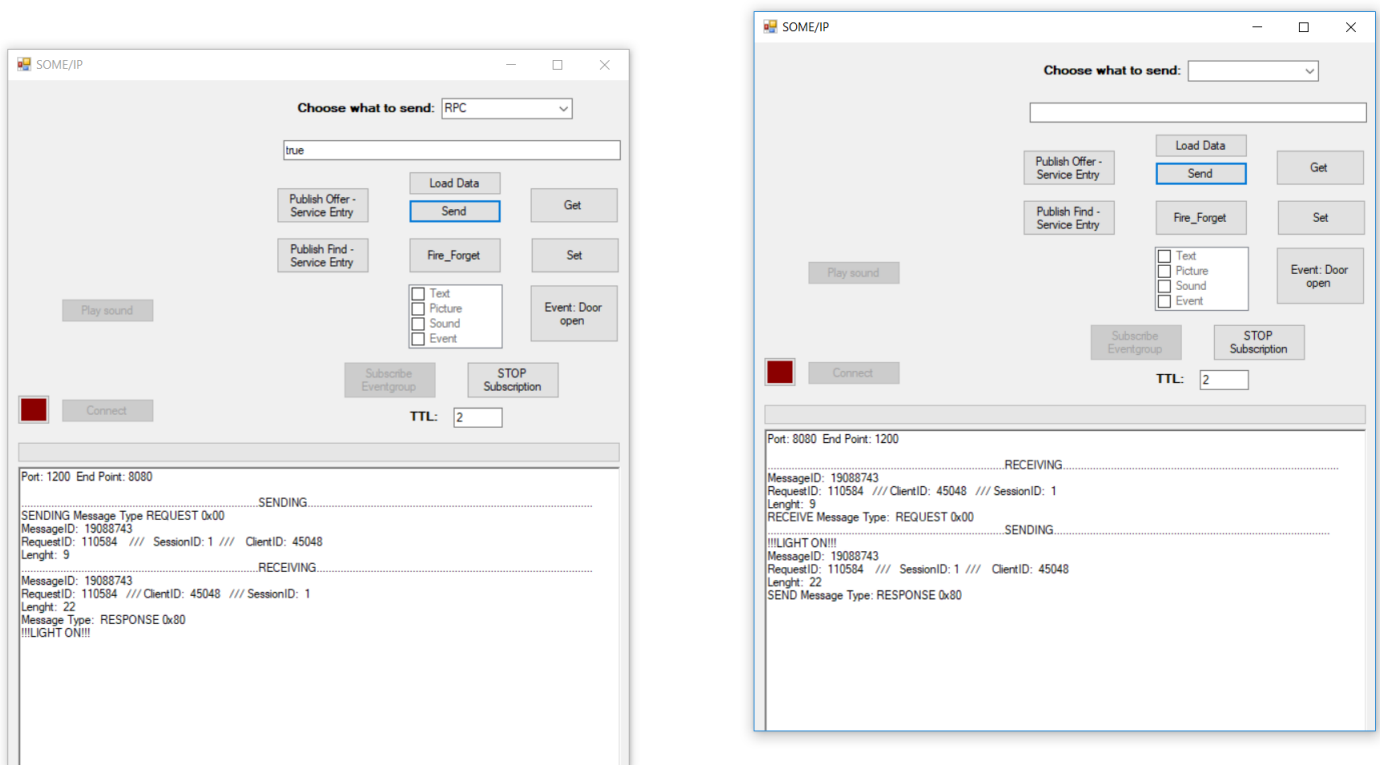 SOME/IP
Choose what to send: RPC
true
Load Data
Publish Offer -
Service Entry
Send
Get
Publish Find -
Service Entry
Fire_Forget
Set
Text
Picture
Sound
Event
Event: Door
open
Play sound
Subscribe
Eventgroup
STOP
Subscription
Connect
TTL: 2
Port: 1200 End Point: 8080
SENDING
SENDING Message Type REQUEST 0x00
MessageID: 19088743
RequestID: 110584 /// SessionID: 1 /// ClientID: 45048
Lenght: 9
RECEIVING
MessageID: 19088743
RequestID: 110584 /// ClientID: 45048 /// SessionID: 1
Lenght: 22
Message Type: RESPONSE 0x80
!!!LIGHT ON!!!
SOME/IP
Choose what to send:
Load Data
Publish Offer -
Service Entry
Send
Get
Publish Find -
Service Entry
Fire_Forget
Set
Text
Picture
Sound
Event
Event: Door
open
Play sound
Subscribe
Eventgroup
STOP
Subscription
Connect
TTL: 2
Port: 8080 End Point: 1200
RECEIVING
MessageID: 19088743
RequestID: 110584 /// ClientID: 45048 /// SessionID: 1
Lenght: 9
RECEIVE Message Type: REQUEST 0x00
SENDING
!!!LIGHT ON!!!
MessageID: 19088743
RequestID: 110584 /// SessionID: 1 /// ClientID: 45048
Lenght: 22
SEND Message Type: RESPONSE 0x80